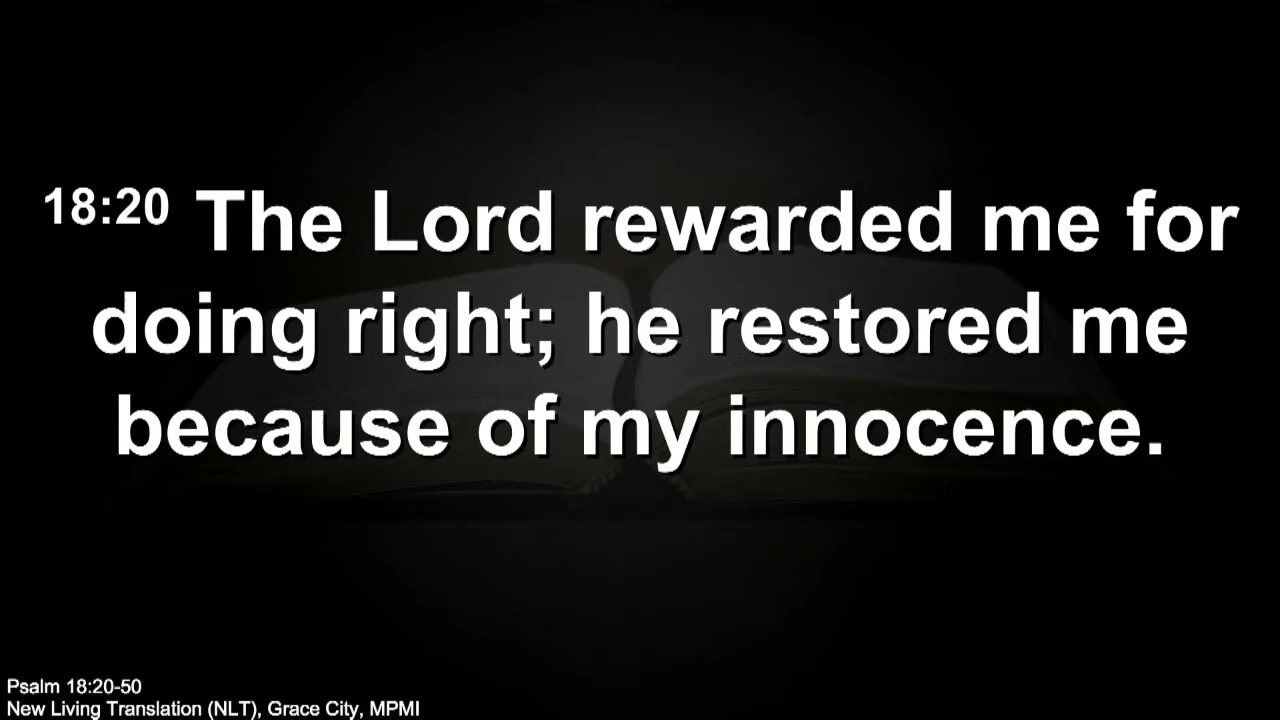 18:20 The Lord rewarded me for
doing right; he restored me
because of my innocence.
Psalm 18:20-50
New Living Translation (NLT), Grace City, MPMI